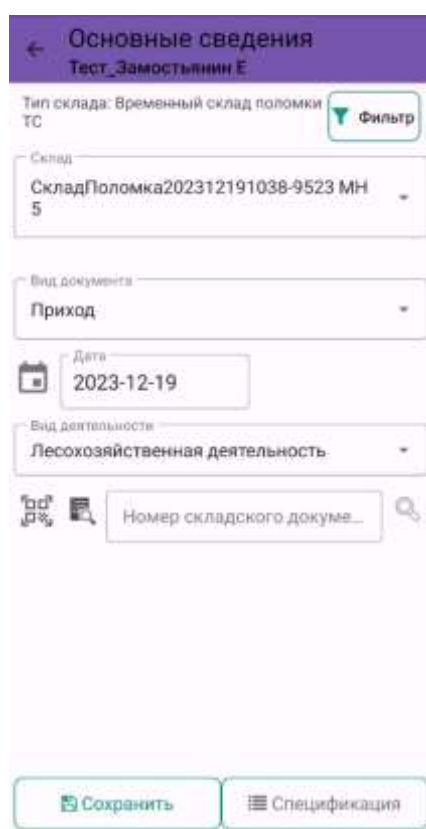 Основные сведения
Тест_Замостьянин Е
Тип склада: Временный склад поломки
ТС
Фильтр
Склад
СкладПоломка202312191038-9523 МН
5
Вид документа
Приход
Дата
2023-12-19
Вид деятельности
Лесохозяйственная деятельность
Номер складского докуме...
Сохранить
Спецификация